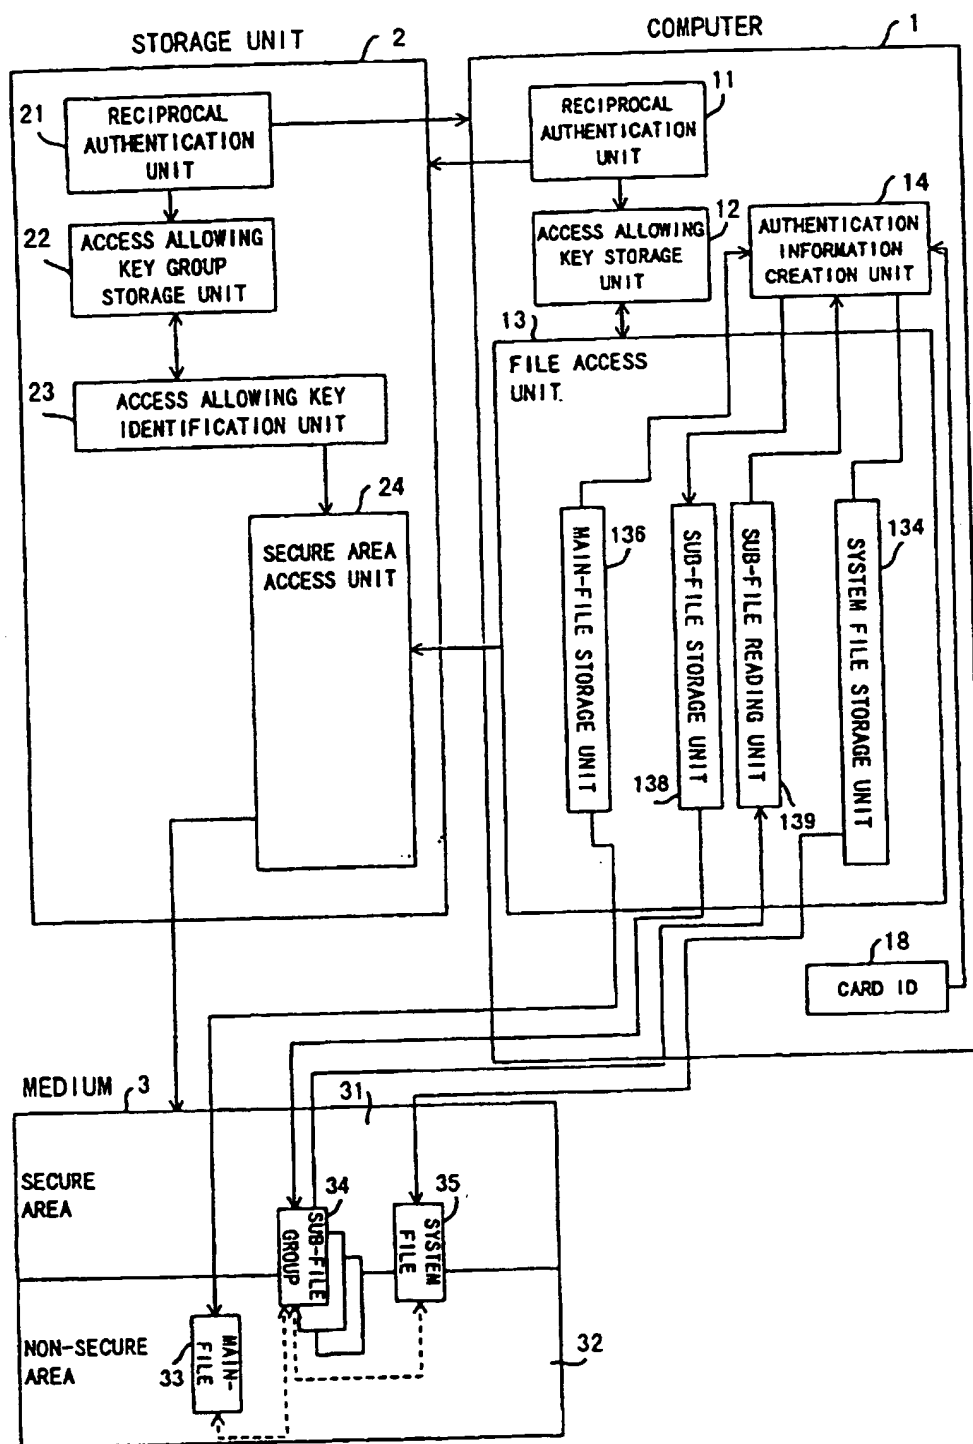 STORAGE UNIT
2
COMPUTER
1
21
RECIPROCAL
AUTHENTICATION
UNIT
11
RECIPROCAL
AUTHENTICATION
UNIT
22
ACCESS ALLOWING
KEY GROUP
STORAGE UNIT
12
ACCESS ALLOWING
KEY STORAGE
UNIT
14
AUTHENTICATION
INFORMATION
CREATION UNIT
13
FILE ACCESS
UNIT.
23
ACCESS ALLOWING KEY
IDENTIFICATION UNIT
24
SECURE AREA
ACCESS UNIT
136
MAIN-FILE STORAGE UNIT
SUB-FILE STORAGE UNIT
138
SUB-FILE READING UNIT
139
134
SYSTEM FILE STORAGE UNIT
18
CARD ID
MEDIUM
3
31
SECURE
AREA
34
SUB-FILE
GROUP
35
SYSTEM
FILE
NON-SECURE
AREA
33
MAIN-
FILE
32